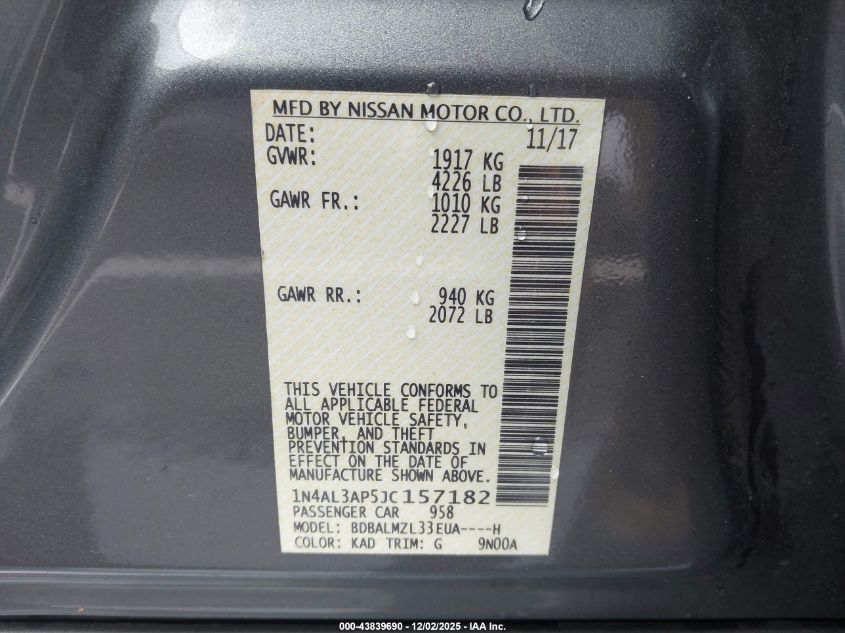 MFD BY NISSAN MOTOR CO., LTD.
DATE: 11/17
GVWR: 1917 KG
4226 LB
GAWR FR.: 1010 KG
2227 LB
GAWR RR.: 940 KG
2072 LB
THIS VEHICLE CONFORMS TO
ALL APPLICABLE FEDERAL
MOTOR VEHICLE SAFETY,
BUMPER, AND THEFT
PREVENTION STANDARDS IN
EFFECT ON THE DATE OF
MANUFACTURE SHOWN ABOVE.
1N4AL3AP5JC157182
PASSENGER CAR 958
MODEL: BDBALMZL33EUA----H
COLOR: KAD TRIM: G 9N00A
000-43839690 - 12/02/2025 - IAA Inc.